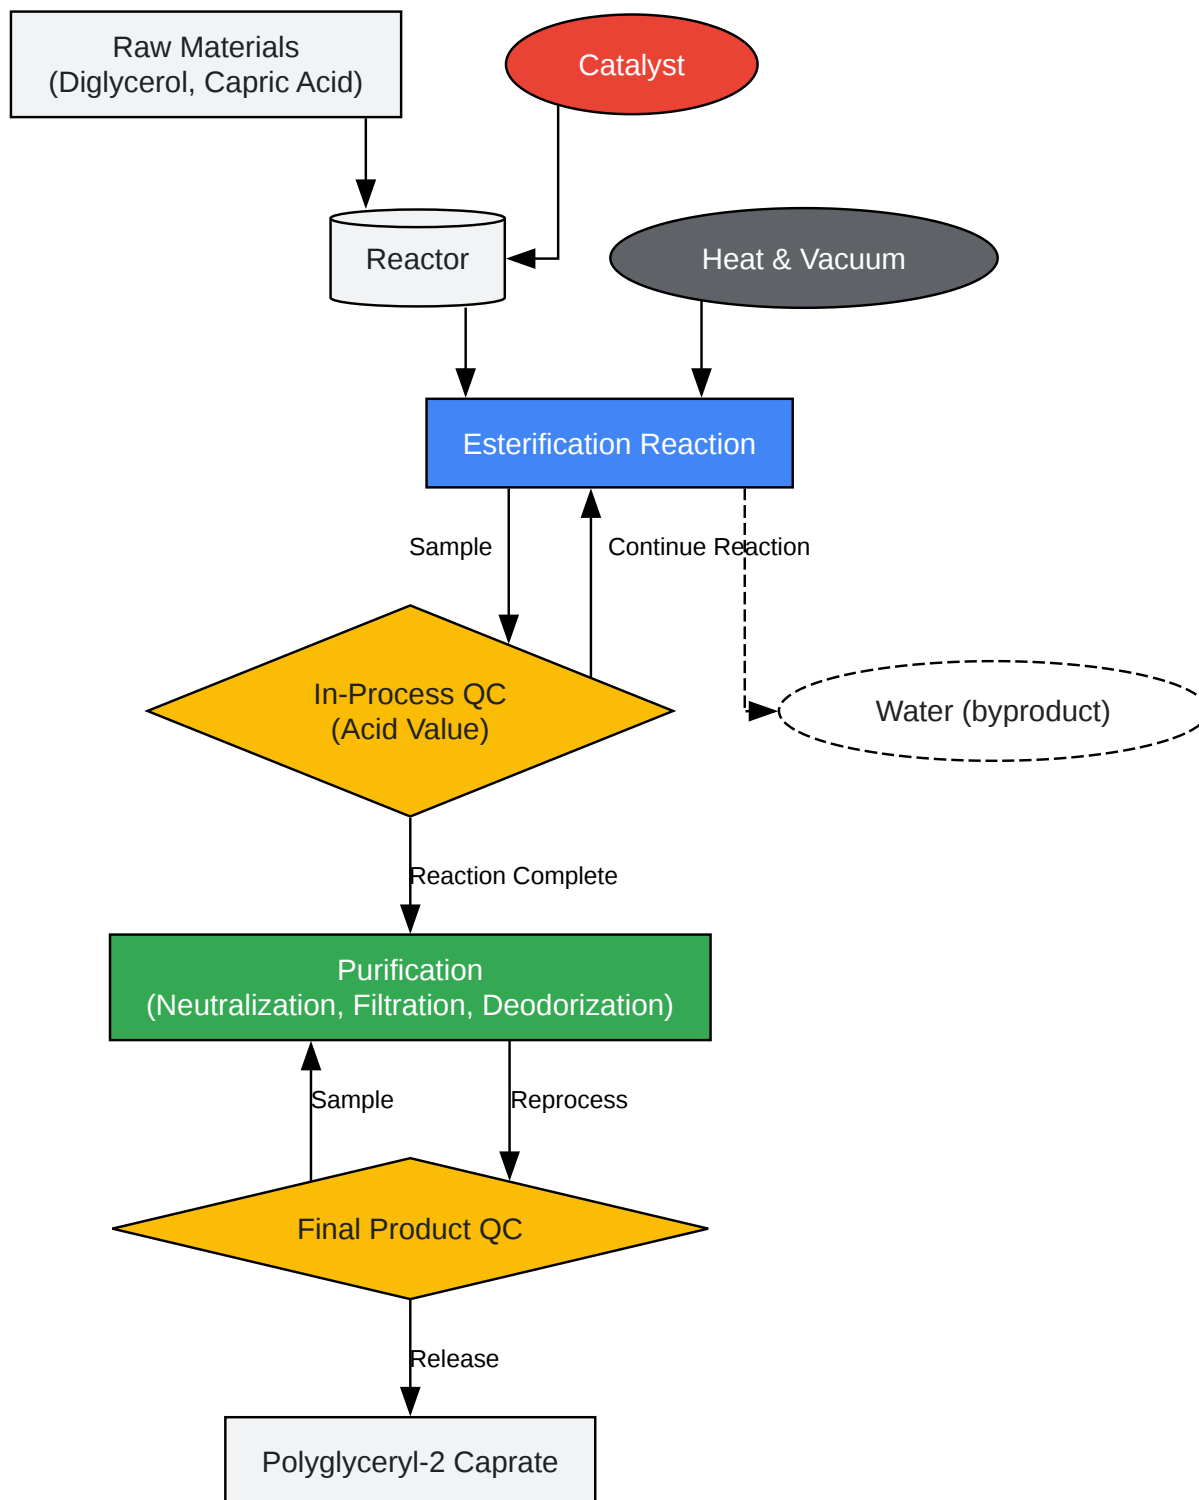 Raw Materials
(Diglycerol, Capric Acid)
Catalyst
Reactor
Heat & Vacuum
Esterification Reaction
Sample
Continue Reaction
In-Process QC
(Acid Value)
Water (byproduct)
Reaction Complete
Purification
(Neutralization, Filtration, Deodorization)
Sample
Reprocess
Final Product QC
Release
Polyglyceryl-2 Caprate